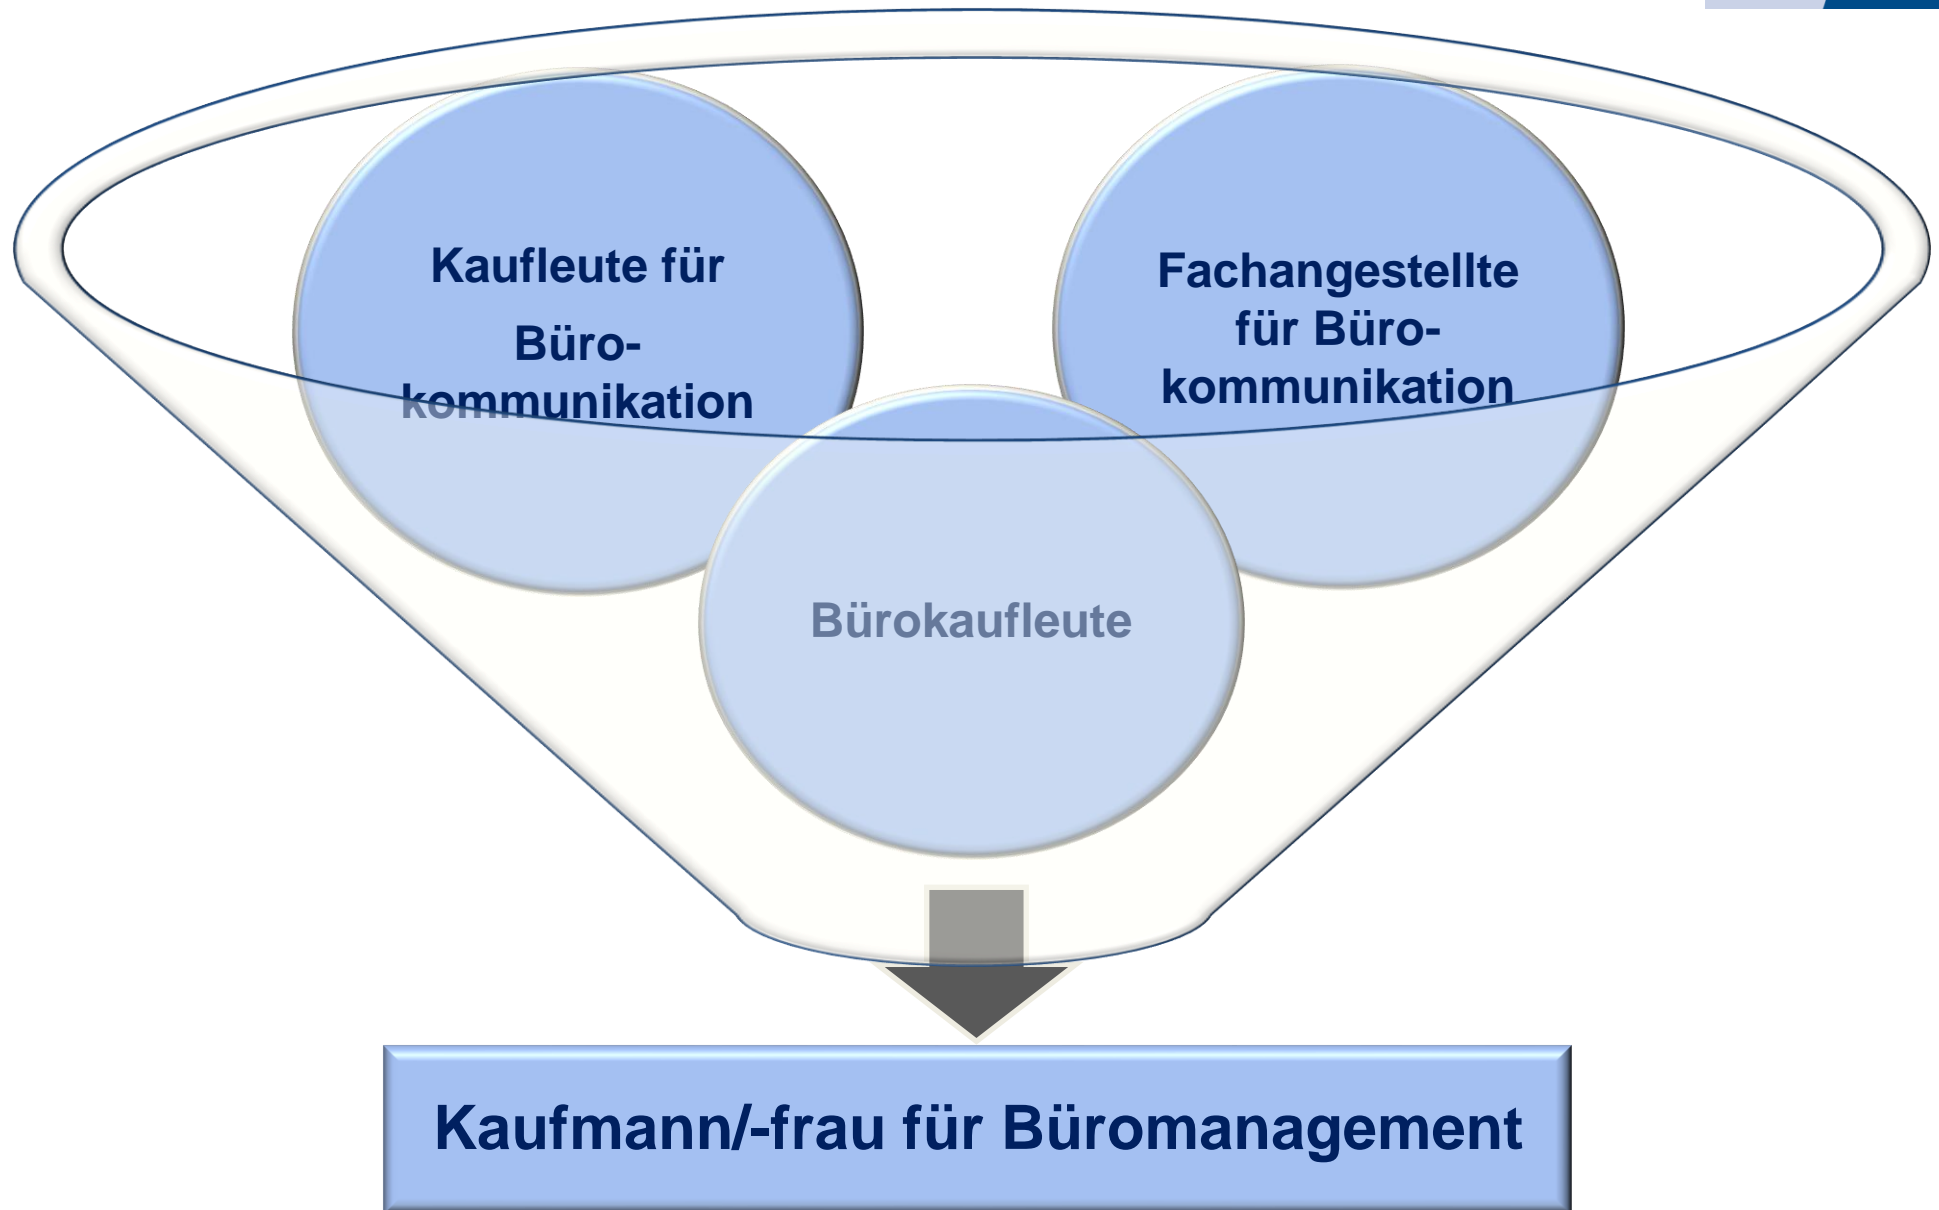 Kaufleute für
Büro-
kommunikation
Fachangestellte
für Büro-
kommunikation
Bürokaufleute
Kaufmann/-frau für Büromanagement